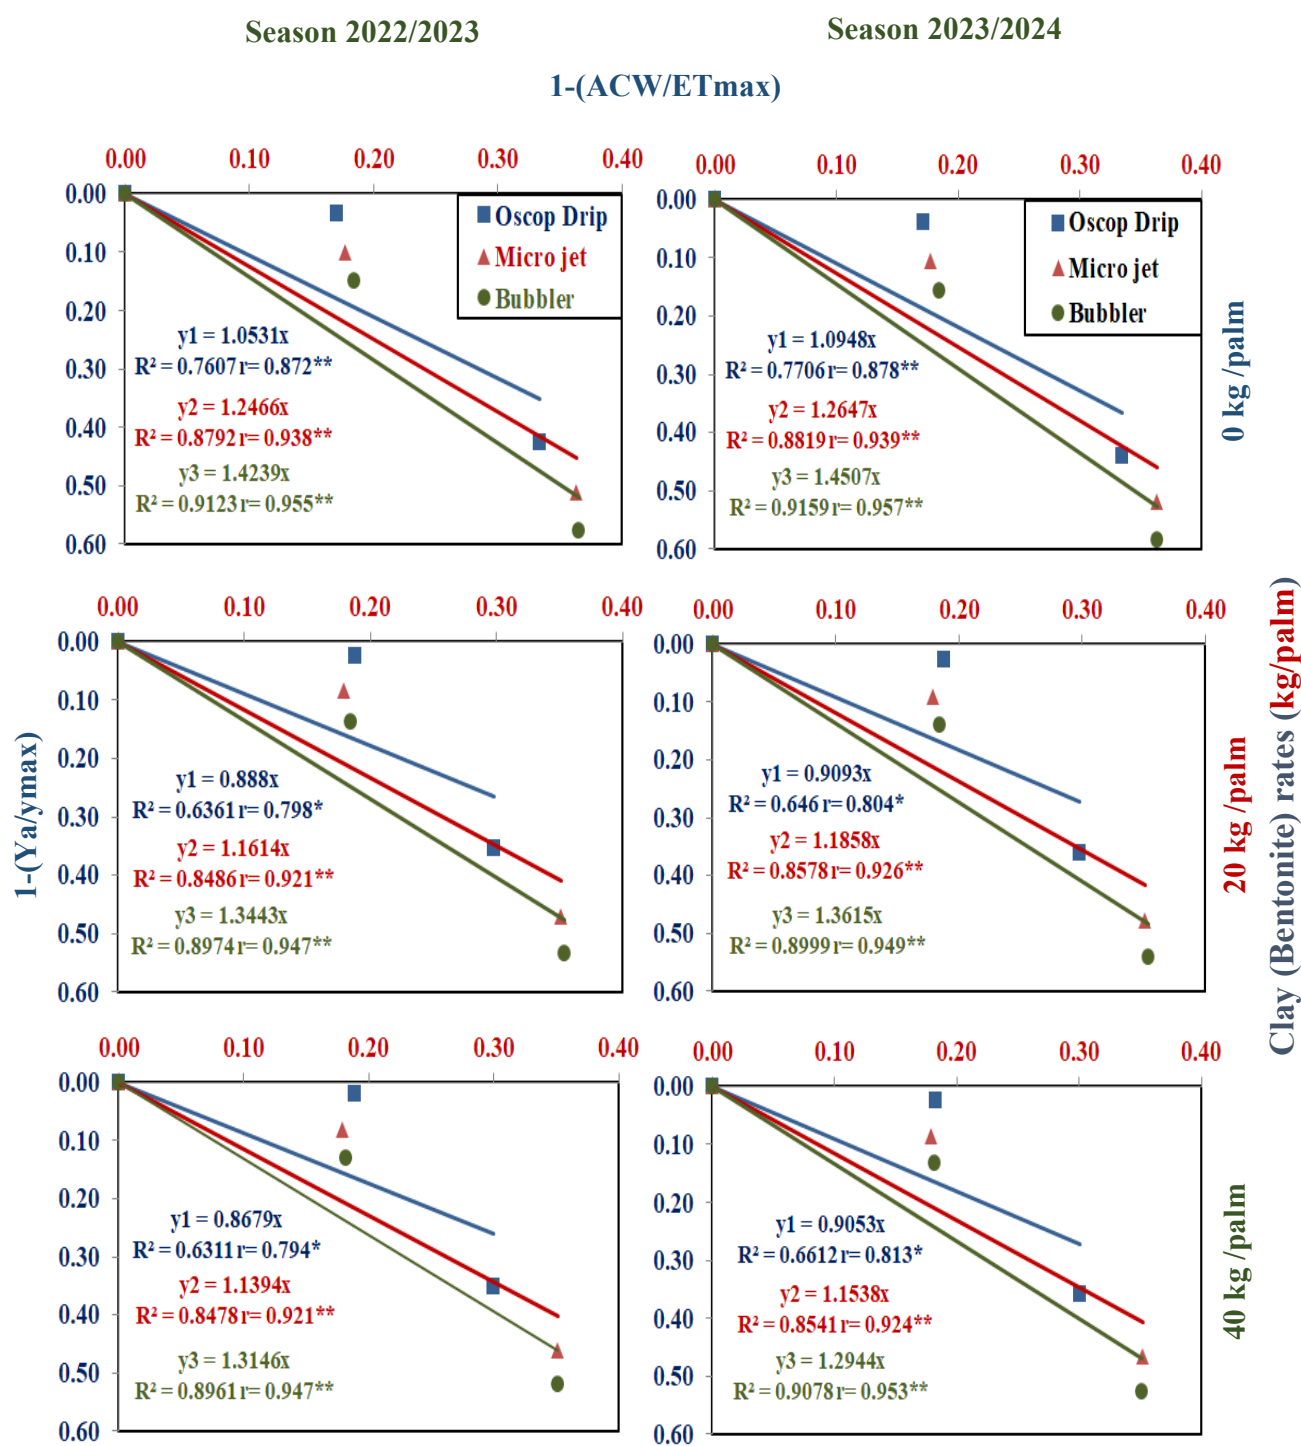 Season 2022/2023
Season 2023/2024
1-(ACW/ETmax)
0.00 0.10 0.20 0.30 0.40
0.00
0.10
0.20
0.30
0.40
0.50
0.60
Oscop Drip
Micro jet
Bubbler
y1 = 1.0531x
R² = 0.7607 r= 0.872**
y2 = 1.2466x
R² = 0.8792 r= 0.938**
y3 = 1.4239x
R² = 0.9123 r= 0.955**
0.00 0.10 0.20 0.30 0.40
0.00
0.10
0.20
0.30
0.40
0.50
0.60
Oscop Drip
Micro jet
Bubbler
y1 = 1.0948x
R² = 0.7706 r= 0.878**
y2 = 1.2647x
R² = 0.8819 r= 0.939**
y3 = 1.4507x
R² = 0.9159 r= 0.957**
0 kg /palm
1-(Ya/ymax)
0.00 0.10 0.20 0.30 0.40
0.00
0.10
0.20
0.30
0.40
0.50
0.60
y1 = 0.888x
R² = 0.6361 r= 0.798*
y2 = 1.1614x
R² = 0.8486 r= 0.921**
y3 = 1.3443x
R² = 0.8974 r= 0.947**
0.00 0.10 0.20 0.30 0.40
0.00
0.10
0.20
0.30
0.40
0.50
0.60
y1 = 0.9093x
R² = 0.646 r= 0.804*
y2 = 1.1858x
R² = 0.8578 r= 0.926**
y3 = 1.3615x
R² = 0.8999 r= 0.949**
20 kg /palm
Clay (Bentonite) rates (kg/palm)
0.00 0.10 0.20 0.30 0.40
0.00
0.10
0.20
0.30
0.40
0.50
0.60
y1 = 0.8679x
R² = 0.6311 r= 0.794*
y2 = 1.1394x
R² = 0.8478 r= 0.921**
y3 = 1.3146x
R² = 0.8961 r= 0.947**
0.00 0.10 0.20 0.30 0.40
0.00
0.10
0.20
0.30
0.40
0.50
0.60
y1 = 0.9053x
R² = 0.6612 r= 0.813*
y2 = 1.1538x
R² = 0.8541 r= 0.924**
y3 = 1.2944x
R² = 0.9078 r= 0.953**
40 kg /palm